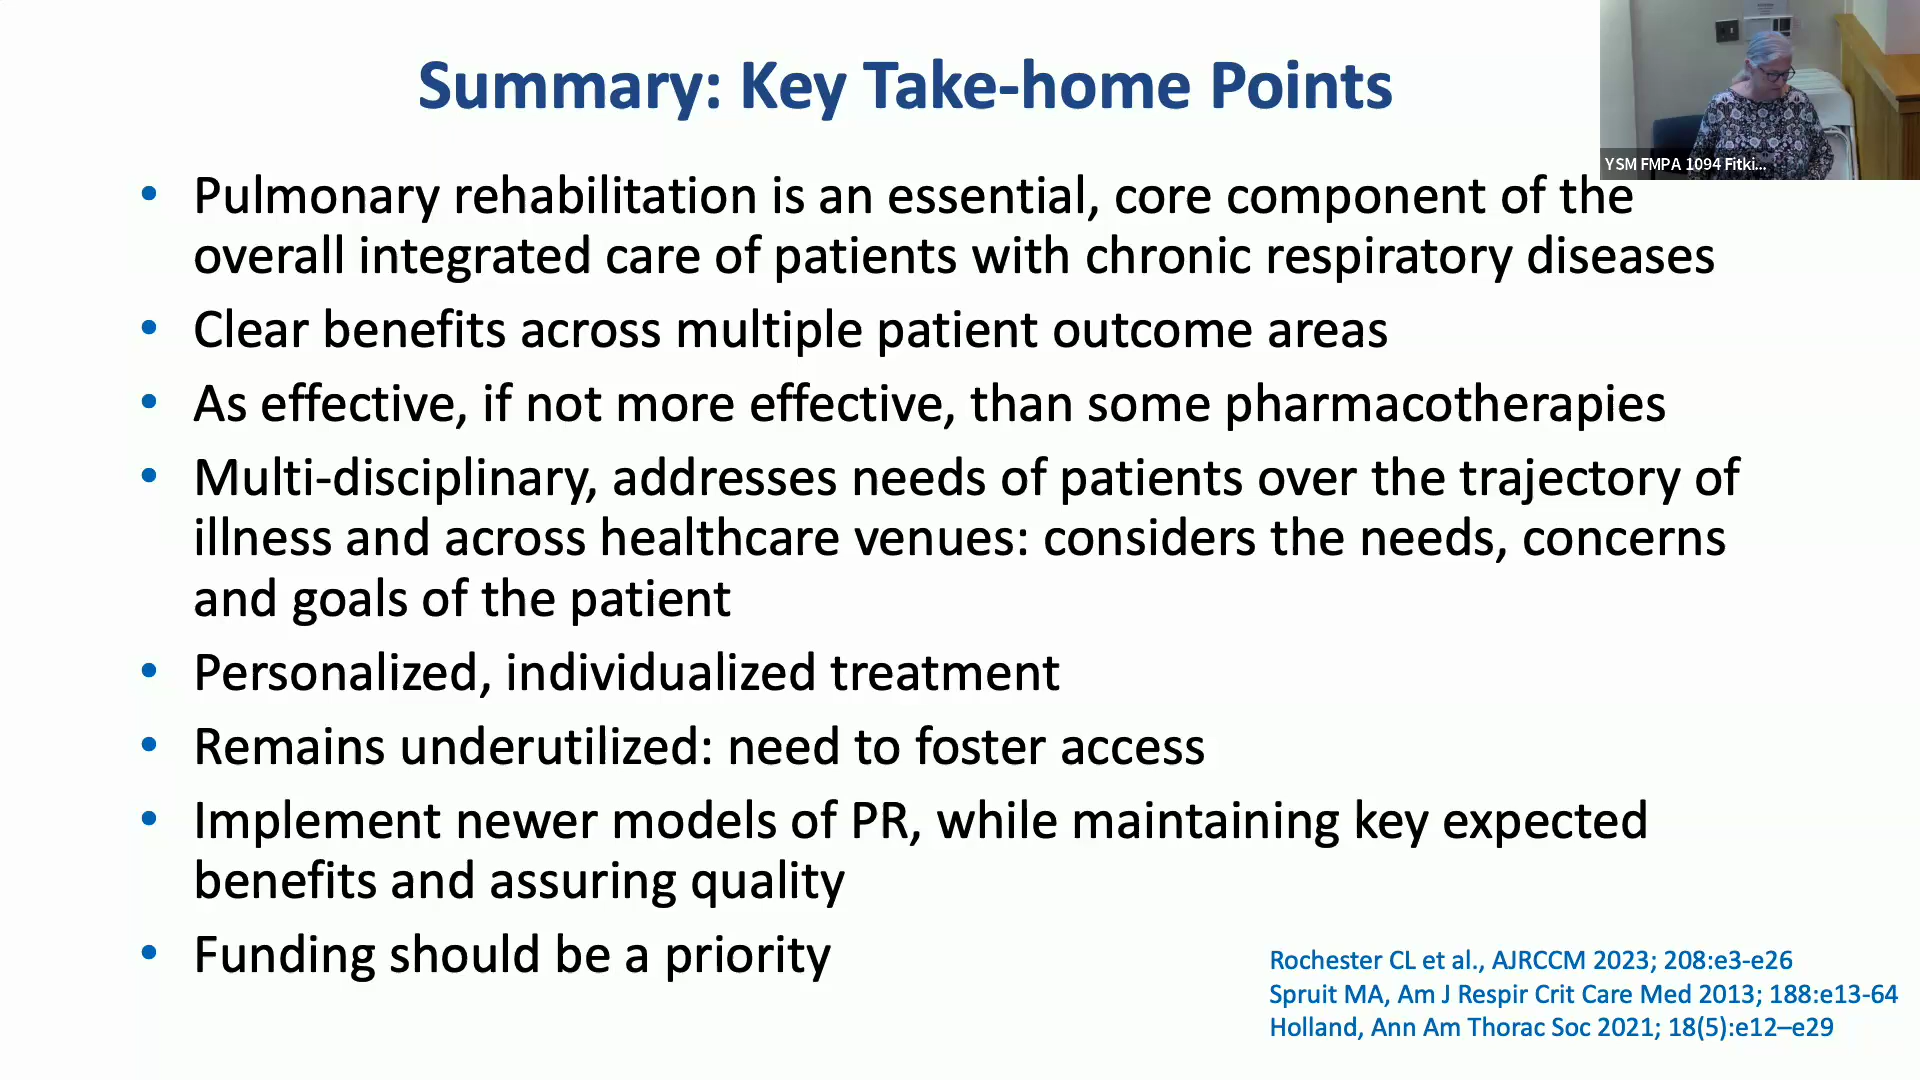 Summary: Key Take-home Points
YSM FMPA 1094 Fitki...
• Pulmonary rehabilitation is an essential, core component of the
overall integrated care of patients with chronic respiratory diseases
• Clear benefits across multiple patient outcome areas
• As effective, if not more effective, than some pharmacotherapies
• Multi-disciplinary, addresses needs of patients over the trajectory of
illness and across healthcare venues: considers the needs, concerns
and goals of the patient
• Personalized, individualized treatment
• Remains underutilized: need to foster access
• Implement newer models of PR, while maintaining key expected
benefits and assuring quality
• Funding should be a priority
Rochester CL et al., AJRCCM 2023; 208:e3-e26
Spruit MA, Am J Respir Crit Care Med 2013; 188:e13-64
Holland, Ann Am Thorac Soc 2021; 18(5):e12–e29